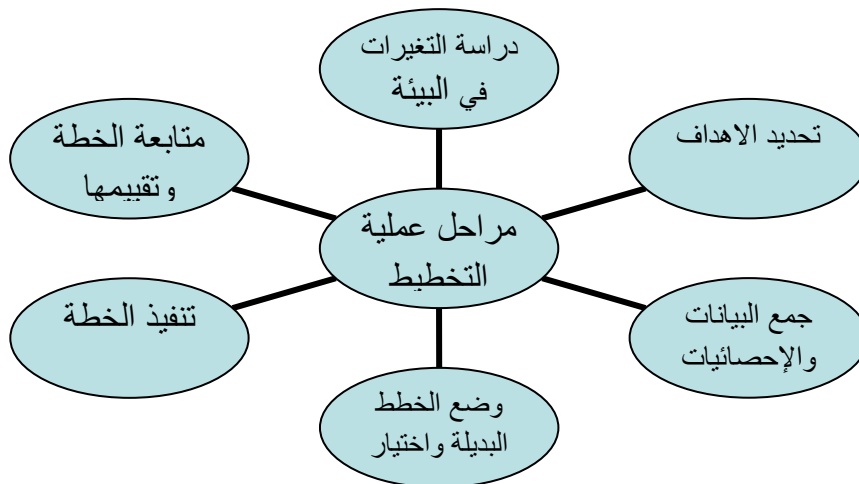 دراسة التغيرات
في البيئة
تحديد الاهداف
جمع البيانات
والإحصائيات
وضع الخطط
البديلة واختيار
تنفيذ الخطة
متابعة الخطة
وتقييمها
مراحل عملية
التخطيط